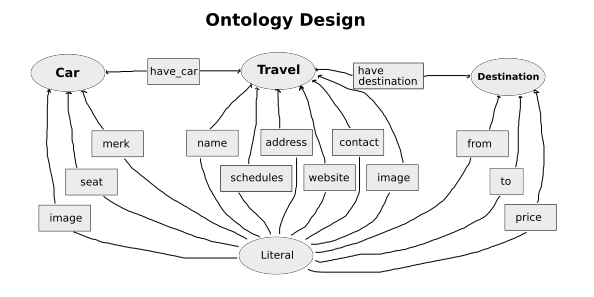 Ontology Design
Car
have_car
Travel
have
destination
Destination
merk
name
address
contact
from
seat
schedules
website
image
to
image
price
Literal